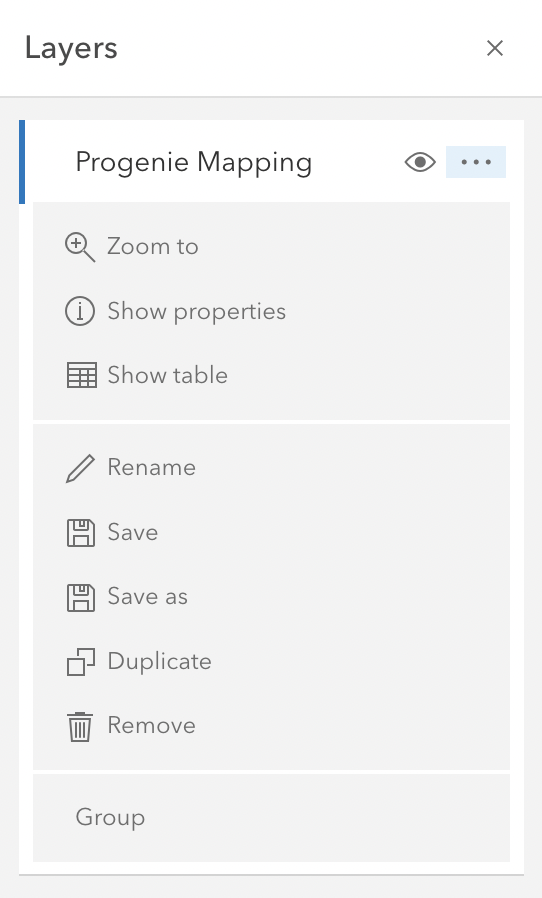 Layers
Progenie Mapping
Zoom to
Show properties
Show table
Rename
Save
Save as
Duplicate
Remove
Group